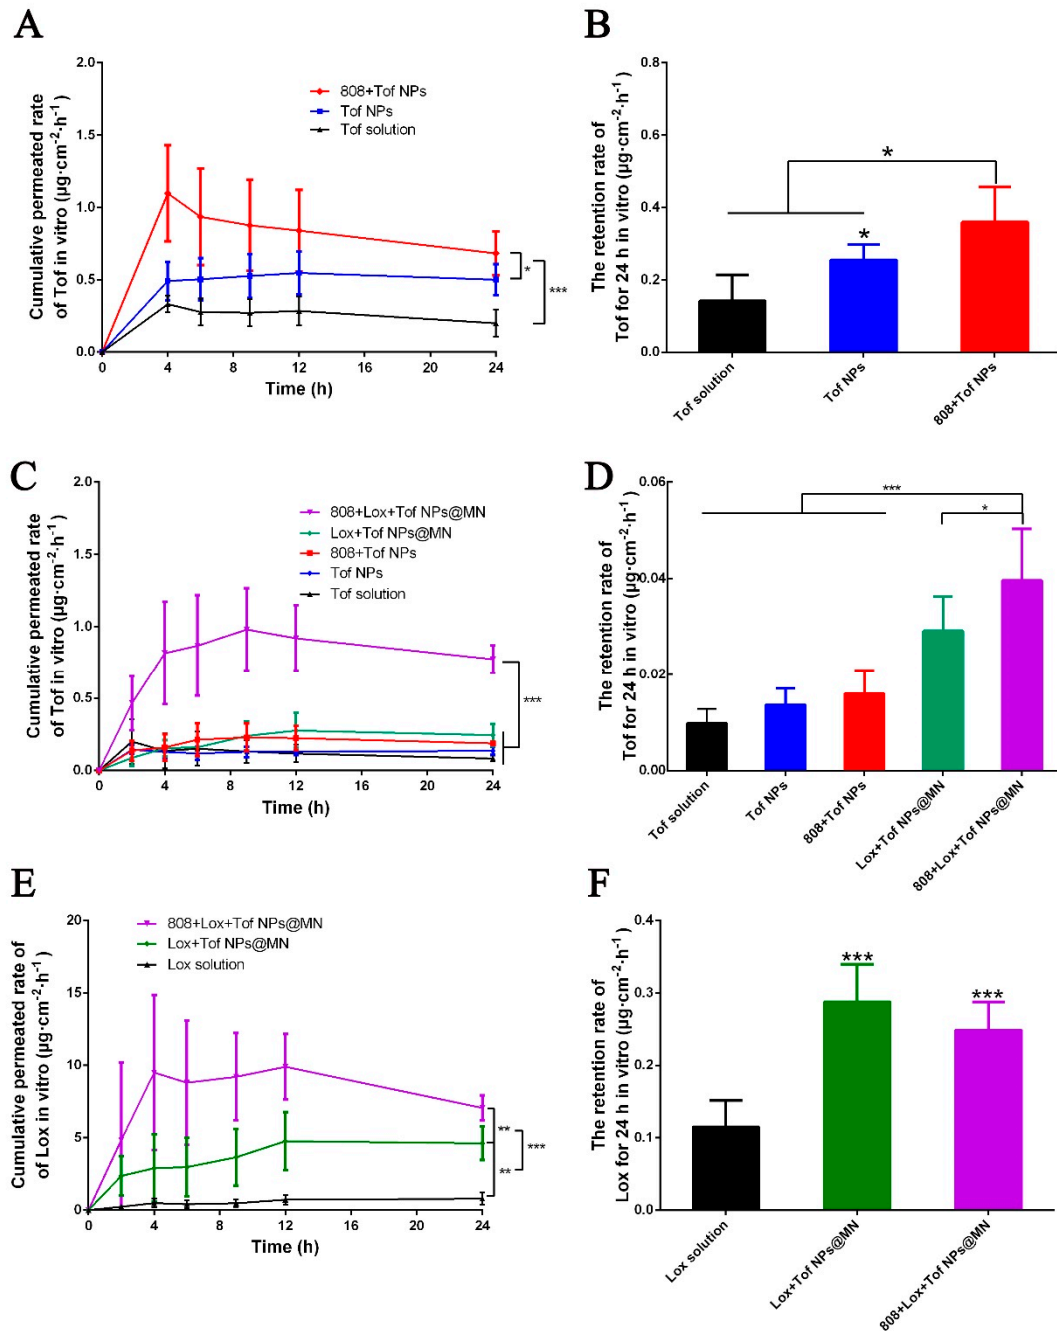 A
Cumulative permeated rate
of Tof in vitro (μg·cm⁻²·h⁻¹)
2.0
1.5
1.0
0.5
0.0
808+Tof NPs
Tof NPs
Tof solution
*
***
0 4 8 12 16 20 24
Time (h)
B
The retention rate of
Tof for 24 h in vitro (μg·cm⁻²·h⁻¹)
0.8
0.6
0.4
0.2
0.0
*
*
Tof solution
Tof NPs
808+Tof NPs
C
Cumulative permeated rate
of Tof in vitro (μg·cm⁻²·h⁻¹)
2.0
1.5
1.0
0.5
0.0
808+Lox+Tof NPs@MN
Lox+Tof NPs@MN
808+Tof NPs
Tof NPs
Tof solution
***
0 4 8 12 16 20 24
Time (h)
D
The retention rate of
Tof for 24 h in vitro (μg·cm⁻²·h⁻¹)
0.06
0.04
0.02
0.00
***
*
Tof solution
Tof NPs
808+Tof NPs
Lox+Tof NPs@MN
808+Lox+Tof NPs@MN
E
Cumulative permeated rate of
of Lox in vitro (μg·cm⁻²·h⁻¹)
20
15
10
5
0
808+Lox+Tof NPs@MN
Lox+Tof NPs@MN
Lox solution
**
***
**
0 4 8 12 16 20 24
Time (h)
F
The retention rate of
Lox for 24 h in vitro (μg·cm⁻²·h⁻¹)
0.4
0.3
0.2
0.1
0.0
***
***
Lox solution
Lox+Tof NPs@MN
808+Lox+Tof NPs@MN